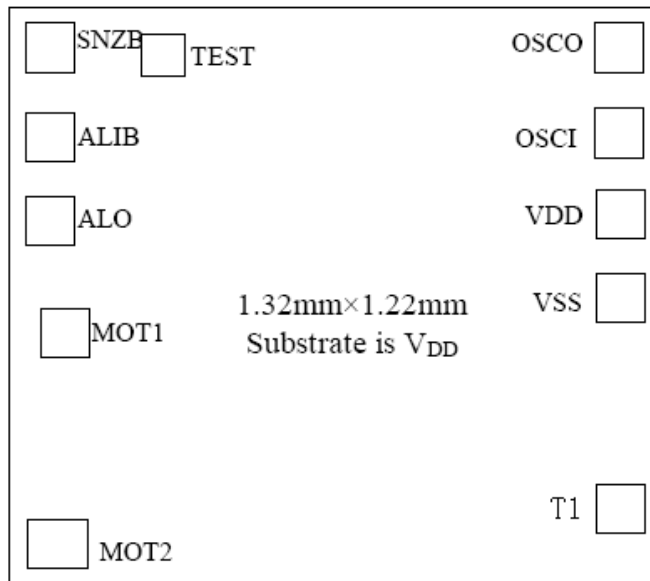 SNZB
TEST
OSCO
ALIB
OSCI
ALO
VDD
1.32mm×1.22mm
VSS
MOT1
Substrate is VDD
T1
MOT2